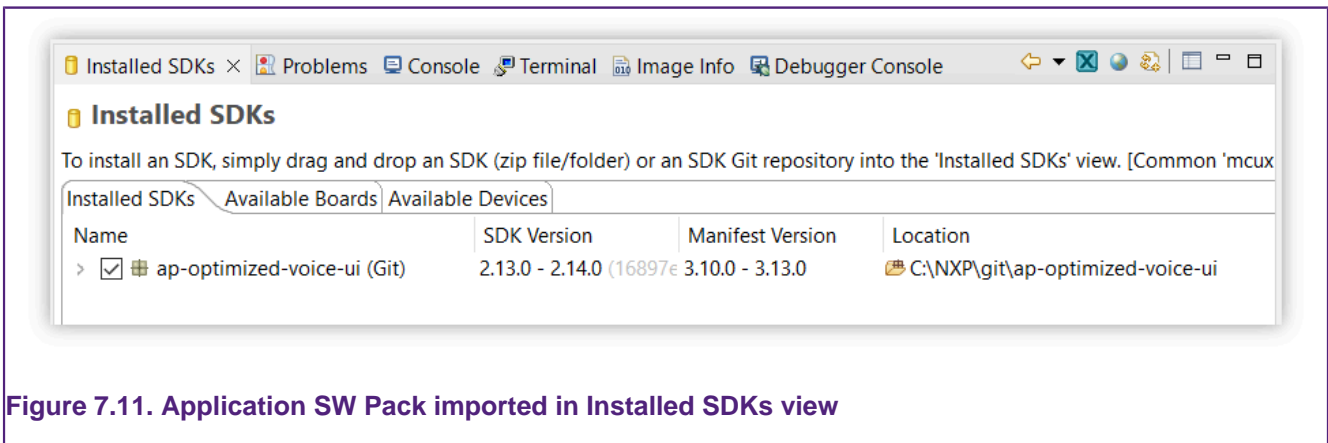 Installed SDKs Problems Console Terminal Image Info Debugger Console
Installed SDKs
To install an SDK, simply drag and drop an SDK (zip file/folder) or an SDK Git repository into the 'Installed SDKs' view. [Common 'mcux
Installed SDKs Available Boards Available Devices
Name SDK Version Manifest Version Location
ap-optimized-voice-ui (Git) 2.13.0 - 2.14.0 (16897e 3.10.0 - 3.13.0 C:\NXP\git\ap-optimized-voice-ui
Figure 7.11. Application SW Pack imported in Installed SDKs view